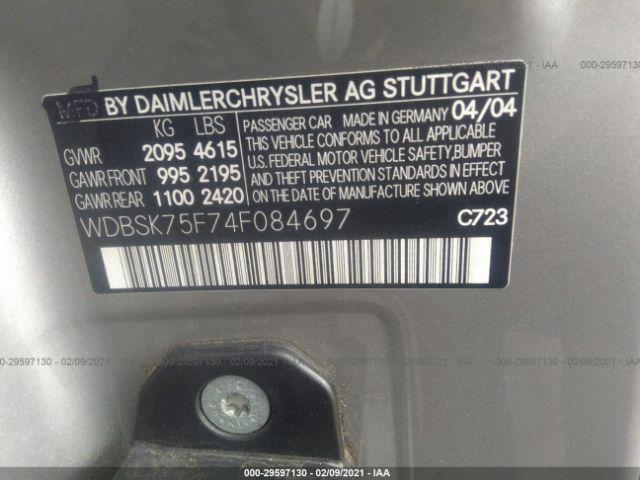 000-29597130 - 02/09/2021 - IAA
MFD BY DAIMLERCHRYSLER AG STUTTGART
KG LBS
GVWR 2095 4615
GAWR FRONT 995 2195
GAWR REAR 1100 2420
PASSENGER CAR MADE IN GERMANY 04/04
THIS VEHICLE CONFORMS TO ALL APPLICABLE
U.S. FEDERAL MOTOR VEHICLE SAFETY, BUMPER
AND THEFT PREVENTION STANDARDS IN EFFECT
ON THE DATE OF MANUFACTURE SHOWN ABOVE.
WDBSK75F74F084697 C723
000-29597130 - 02/09/2021 - IAA
000-29597130 - 02/09/2021 - IAA
000-29597130 - 02/09/2021 - IAA